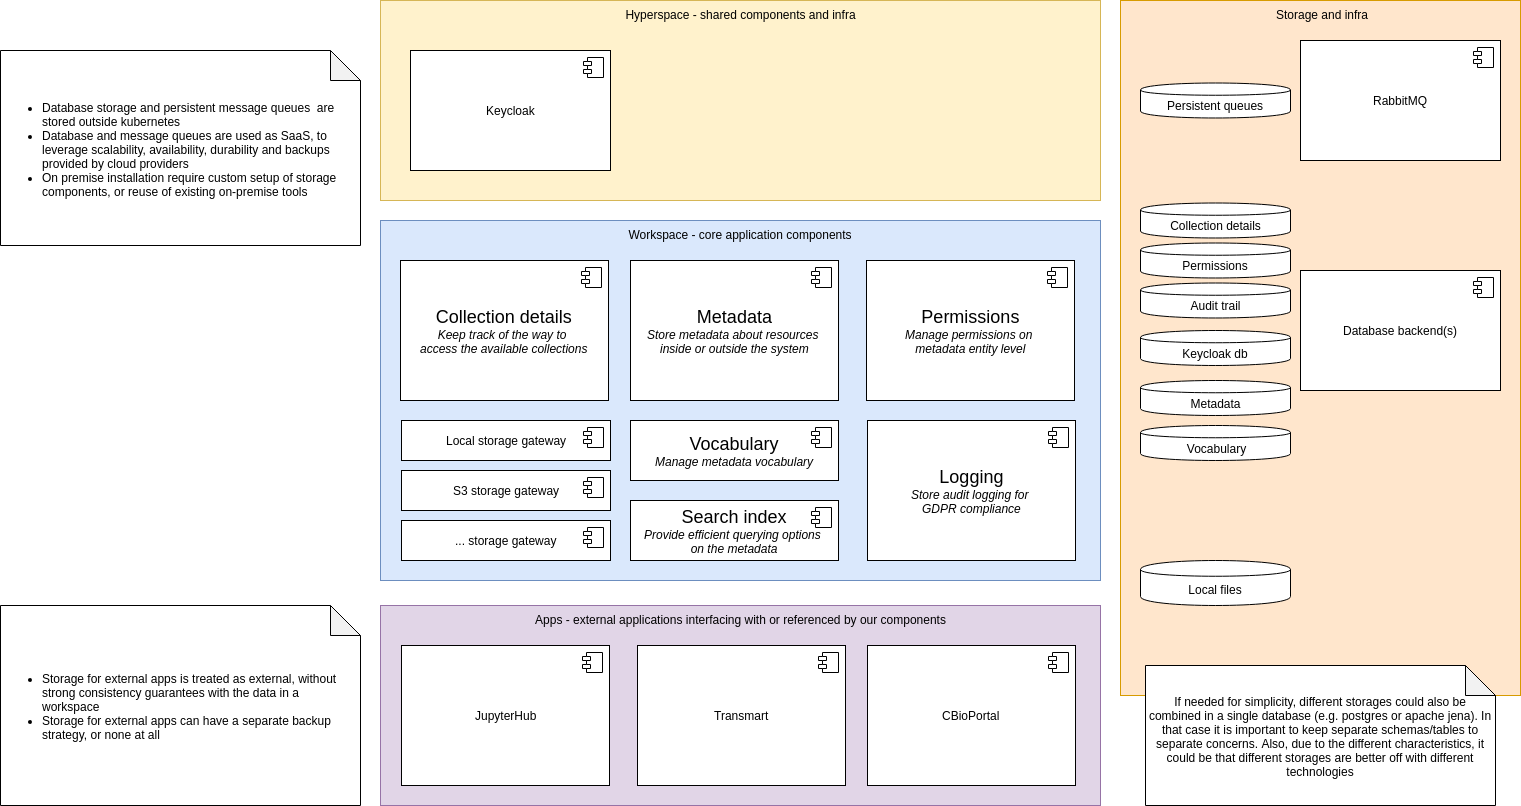 Hyperspace - shared components and infra
Keycloak
Storage and infra
Persistent queues
RabbitMQ
Collection details
Permissions
Audit trail
Keycloak db
Metadata
Vocabulary
Database backend(s)
Local files
If needed for simplicity, different storages could also be
combined in a single database (e.g. postgres or apache jena). In
that case it is important to keep separate schemas/tables to
separate concerns. Also, due to the different characteristics, it
could be that different storages are better off with different
technologies
• Database storage and persistent message queues  are
stored outside kubernetes
• Database and message queues are used as SaaS, to
leverage scalability, availability, durability and backups
provided by cloud providers
• On premise installation require custom setup of storage
components, or reuse of existing on-premise tools
Workspace - core application components
Collection details
Keep track of the way to
access the available collections
Metadata
Store metadata about resources
inside or outside the system
Permissions
Manage permissions on
metadata entity level
Local storage gateway
S3 storage gateway
... storage gateway
Vocabulary
Manage metadata vocabulary
Search index
Provide efficient querying options
on the metadata
Logging
Store audit logging for
GDPR compliance
• Storage for external apps is treated as external, without
strong consistency guarantees with the data in a
workspace
• Storage for external apps can have a separate backup
strategy, or none at all
Apps - external applications interfacing with or referenced by our components
JupyterHub
Transmart
CBioPortal